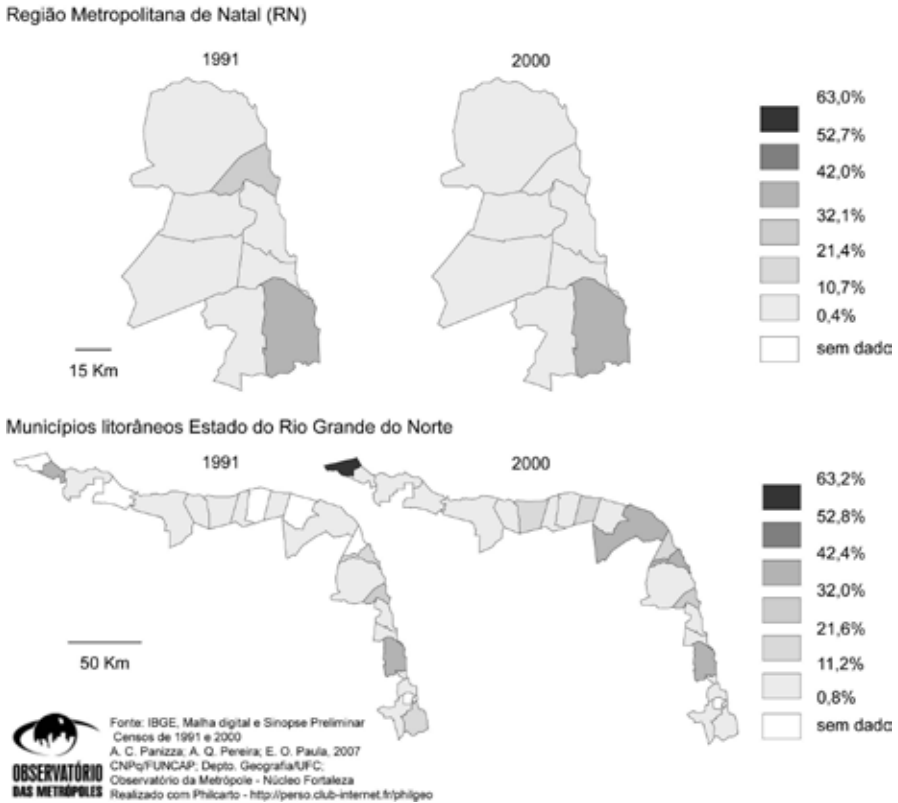 Região Metropolitana de Natal (RN)
1991
2000
63,0%
52,7%
42,0%
32,1%
21,4%
10,7%
0,4%
sem dado
15 Km
Municípios litorâneos Estado do Rio Grande do Norte
1991
2000
63,2%
52,8%
42,4%
32,0%
21,6%
11,2%
0,8%
sem dado
50 Km
OBSERVATÓRIO
DAS METRÓPOLES
Fonte: IBGE, Malha digital e Sinopse Preliminar
Censos de 1991 e 2000
A. C. Panizza; A. Q. Pereira; E. O. Paula, 2007
CNPq/FUNCAP; Depto. Geografia/UFC;
Observatório da Metrópole - Núcleo Fortaleza
Realizado com Philcarto - http://perso.club-internet.fr/philgeo